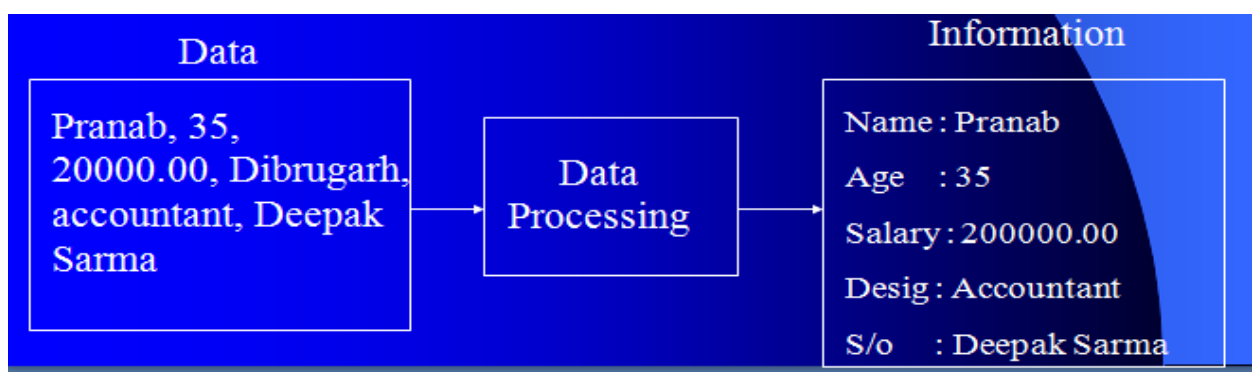 Data
Pranab, 35,
20000.00, Dibrugarh,
accountant, Deepak
Sarma
Data
Processing
Information
Name : Pranab
Age : 35
Salary : 200000.00
Desig : Accountant
S/o : Deepak Sarma